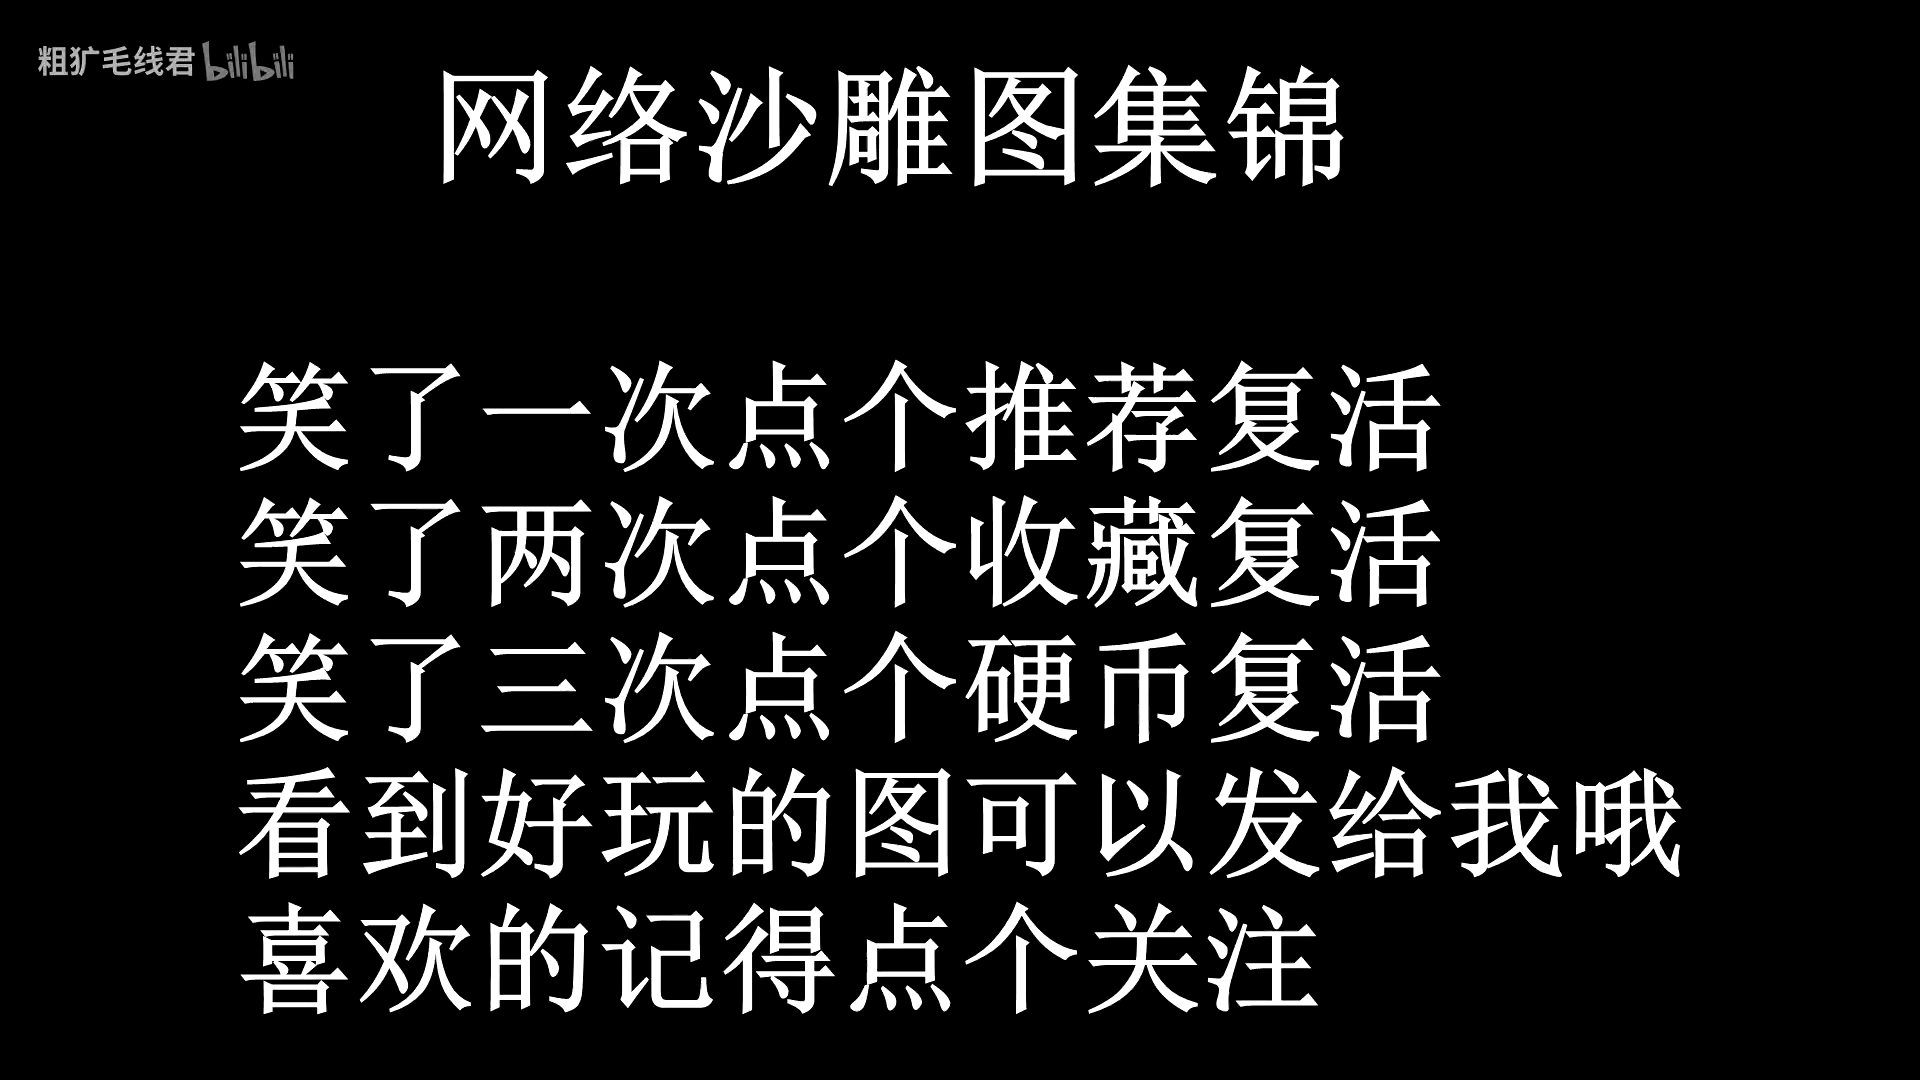 粗犷毛线君 bilibili
网络沙雕图集锦
笑了一次点个推荐复活
笑了两次点个收藏复活
笑了三次点个硬币复活
看到好玩的图可以发给我哦
喜欢的记得点个关注